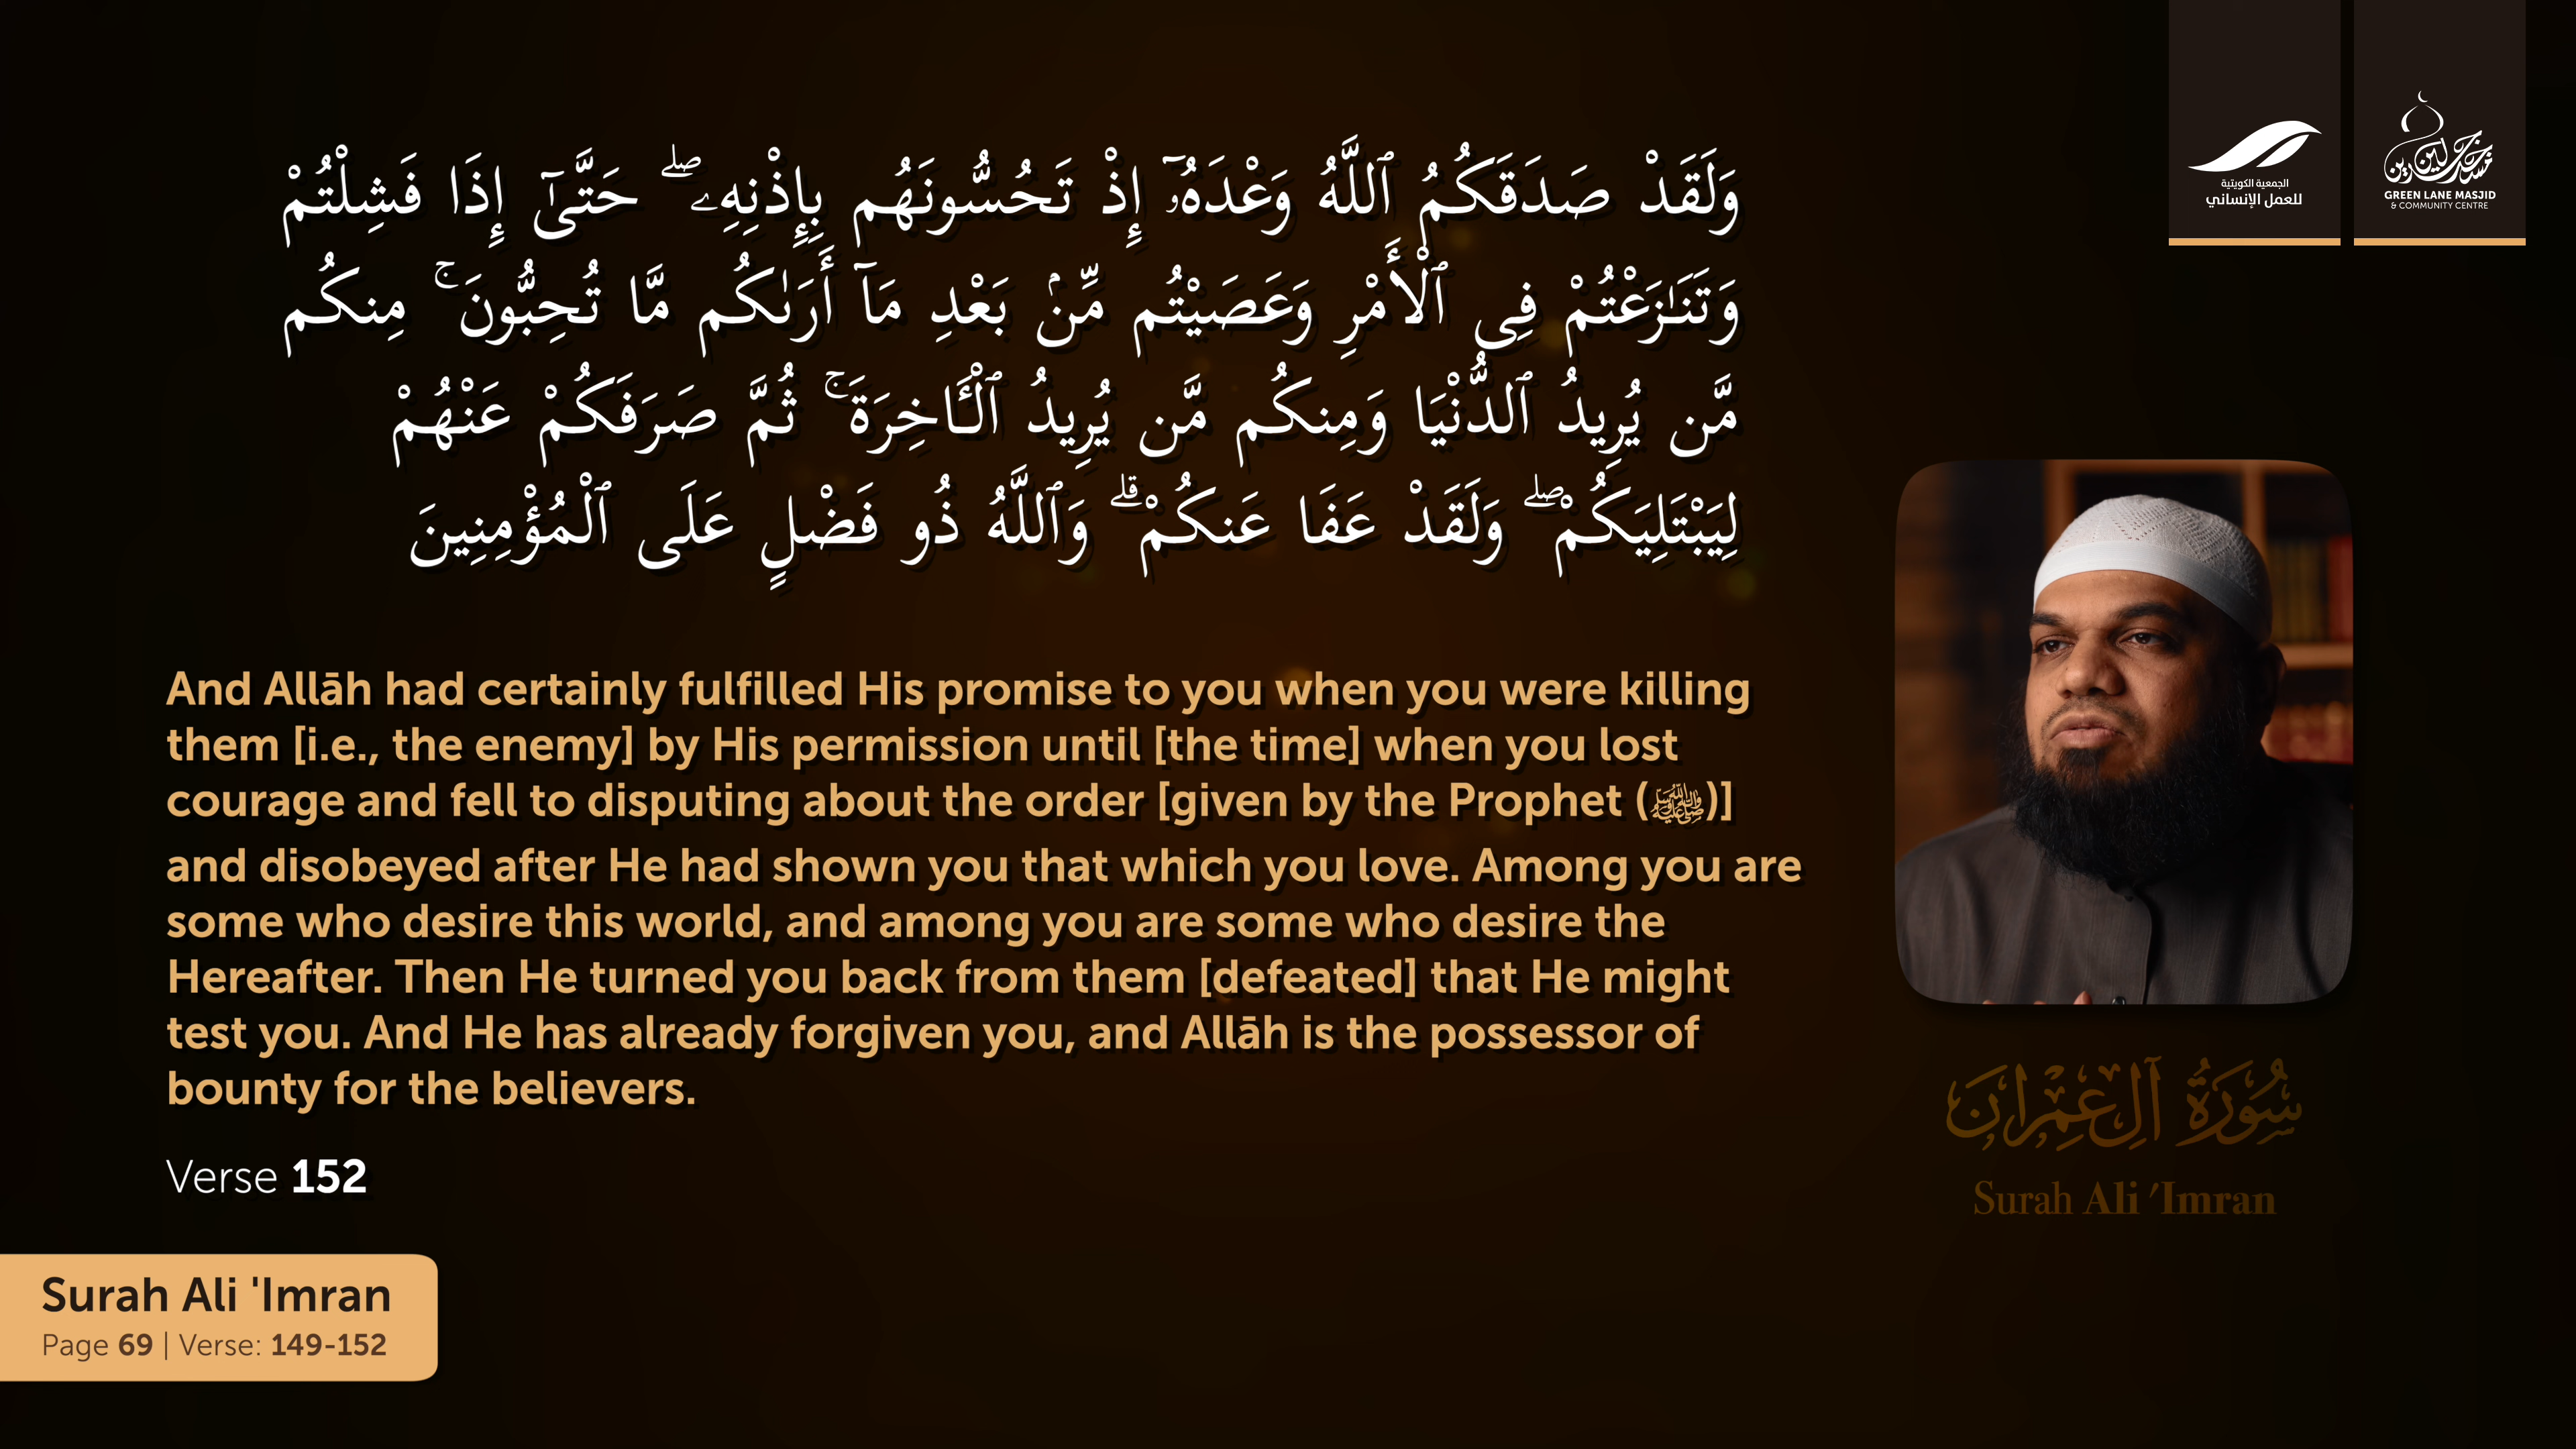 وَلَقَدْ صَدَقَكُمُ ٱللَّهُ وَعْدَهُۥٓ إِذْ تَحُسُّونَهُم بِإِذْنِهِۦ ۖ حَتَّىٰٓ إِذَا فَشِلْتُمْ
وَتَنَـٰزَعْتُمْ فِى ٱلْأَمْرِ وَعَصَيْتُم مِّنۢ بَعْدِ مَآ أَرَىٰكُم مَّا تُحِبُّونَ ۚ مِنكُم
مَّن يُرِيدُ ٱلدُّنْيَا وَمِنكُم مَّن يُرِيدُ ٱلْـَٔاخِرَةَ ۚ ثُمَّ صَرَفَكُمْ عَنْهُمْ
لِيَبْتَلِيَكُمْ ۖ وَلَقَدْ عَفَا عَنكُمْ ۗ وَٱللَّهُ ذُو فَضْلٍ عَلَى ٱلْمُؤْمِنِينَ
And Allāh had certainly fulfilled His promise to you when you were killing
them [i.e., the enemy] by His permission until [the time] when you lost
courage and fell to disputing about the order [given by the Prophet (ﷺ)]
and disobeyed after He had shown you that which you love. Among you are
some who desire this world, and among you are some who desire the
Hereafter. Then He turned you back from them [defeated] that He might
test you. And He has already forgiven you, and Allāh is the possessor of
bounty for the believers.
Verse 152
Surah Ali 'Imran
Page 69 | Verse: 149-152
الجمعية الكويتية
للعمل الإنساني
مسجد جرين لين
GREEN LANE MASJID
& COMMUNITY CENTRE
سُورَةُ آلِ عِمْرَان
Surah Ali 'Imran